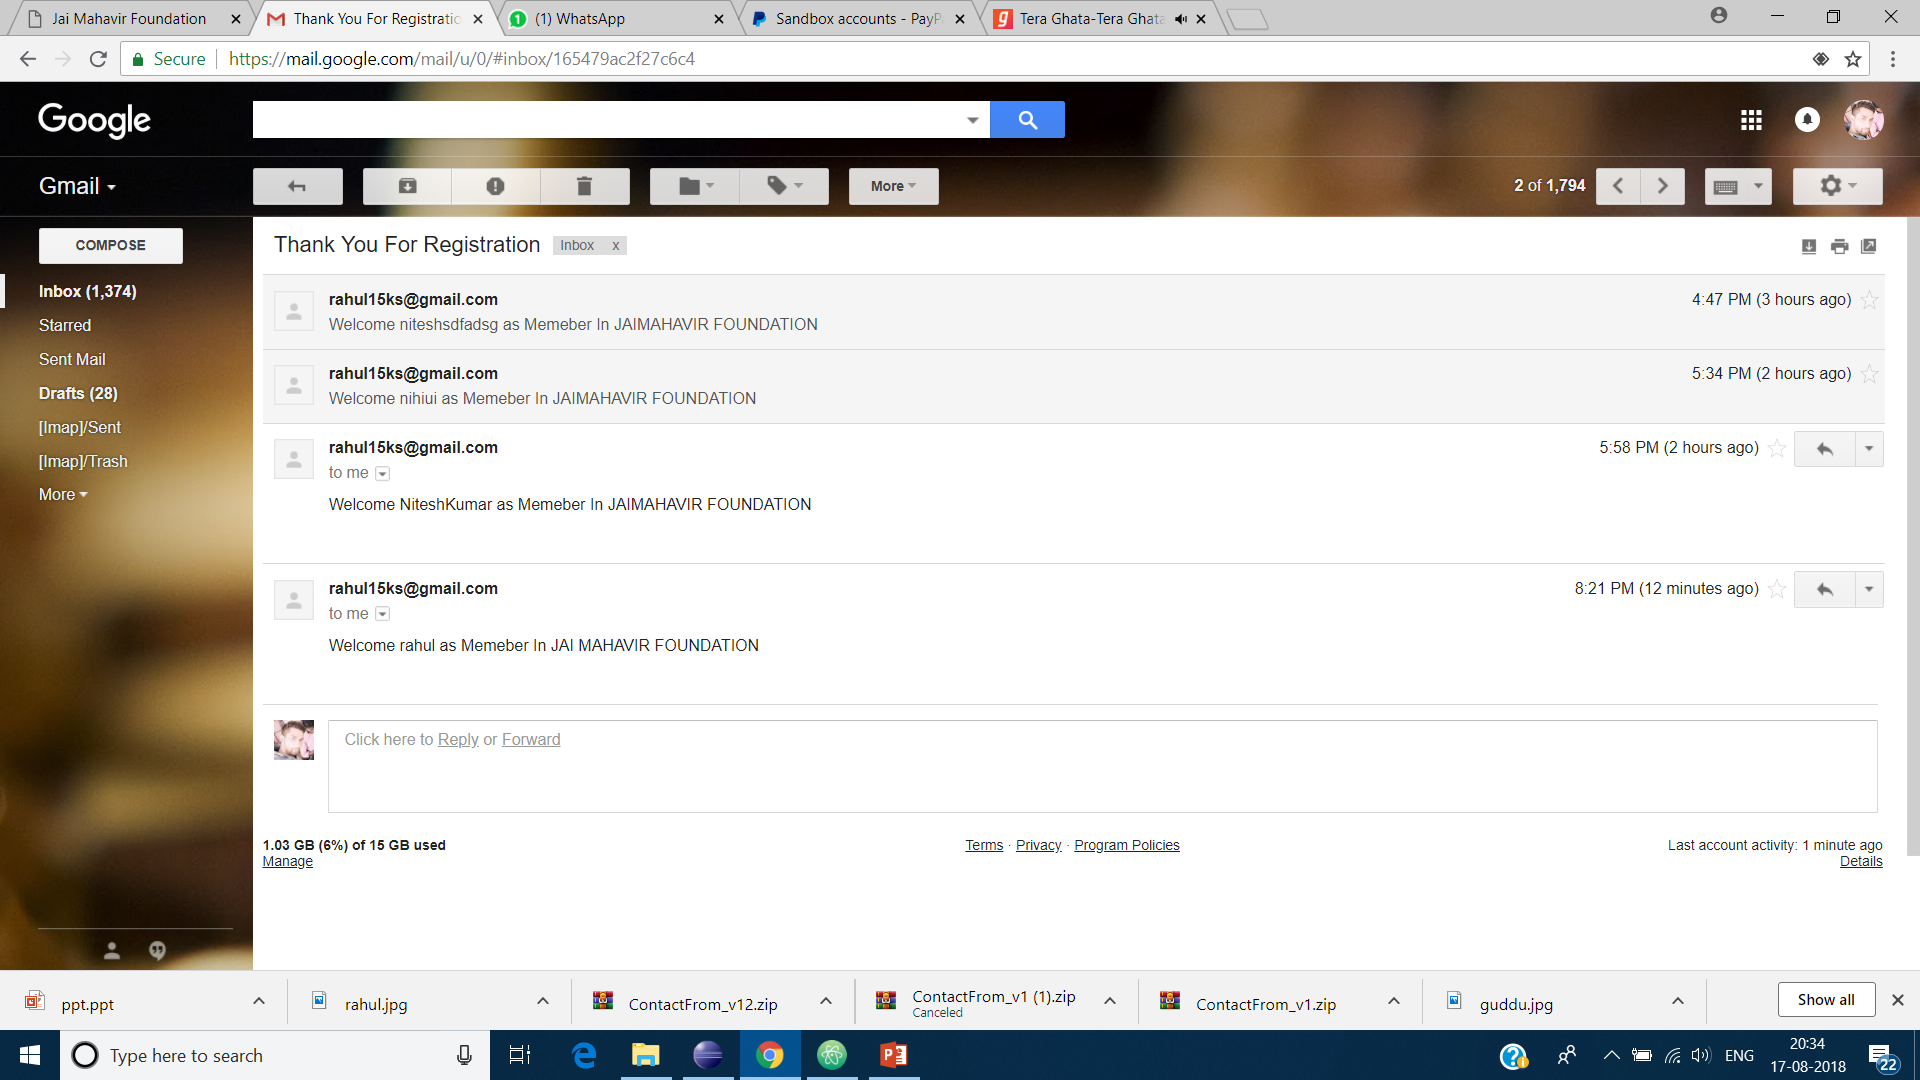 Jai Mahavir Foundation
Thank You For Registratio
(1) WhatsApp
Sandbox accounts - PayP
Tera Ghata-Tera Ghata
Secure
https://mail.google.com/mail/u/0/#inbox/165479ac2f27c6c4
Google
Gmail
More
2 of 1,794
COMPOSE
Inbox (1,374)
Starred
Sent Mail
Drafts (28)
[Imap]/Sent
[Imap]/Trash
More
Thank You For Registration
Inbox x
rahul15ks@gmail.com
4:47 PM (3 hours ago)
Welcome niteshsdfadsg as Memeber In JAIMAHAVIR FOUNDATION
rahul15ks@gmail.com
5:34 PM (2 hours ago)
Welcome nihiui as Memeber In JAIMAHAVIR FOUNDATION
rahul15ks@gmail.com
5:58 PM (2 hours ago)
to me
Welcome NiteshKumar as Memeber In JAIMAHAVIR FOUNDATION
rahul15ks@gmail.com
8:21 PM (12 minutes ago)
to me
Welcome rahul as Memeber In JAI MAHAVIR FOUNDATION
Click here to Reply or Forward
1.03 GB (6%) of 15 GB used
Manage
Terms · Privacy · Program Policies
Last account activity: 1 minute ago
Details
ppt.ppt
rahul.jpg
ContactFrom_v12.zip
ContactFrom_v1 (1).zip
Canceled
ContactFrom_v1.zip
guddu.jpg
Show all
Type here to search
ENG
20:34
17-08-2018
22